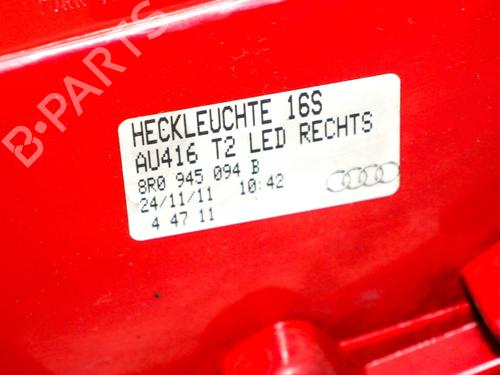 B-PARTS
HECKLEUCHTE 16S
AU416 T2 LED RECHTS
8R0 945 094 B
24/11/11 10:42
4 47 11